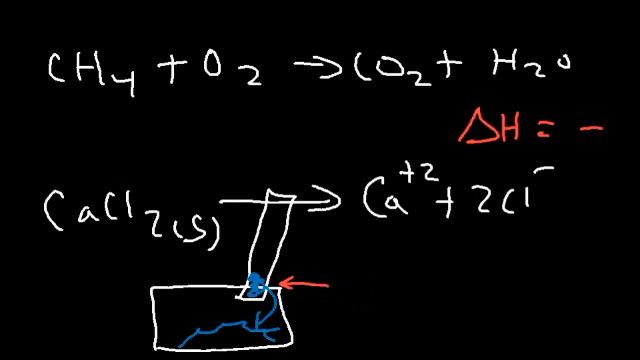 CH4 + O2 → CO2 + H2O
ΔH = -
CaCl2(s) → Ca+2 + 2Cl-